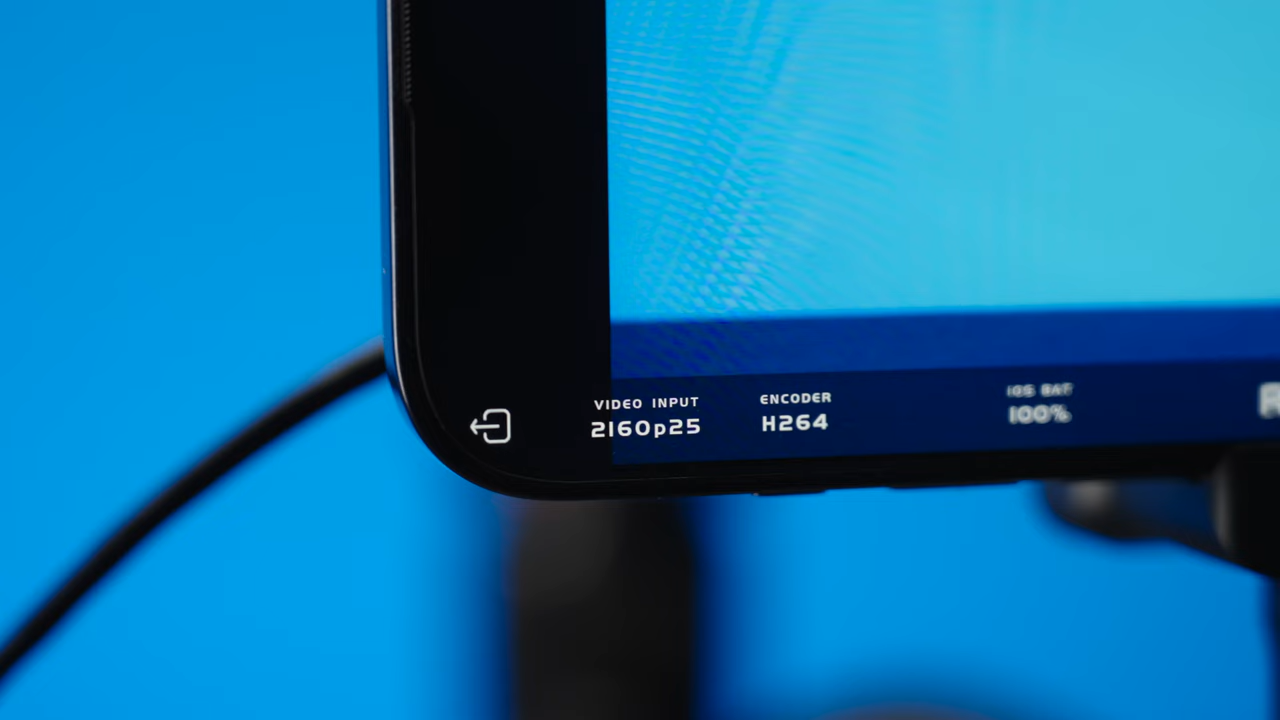 VIDEO INPUT
2160p25
ENCODER
H264
iOS BAT
100%